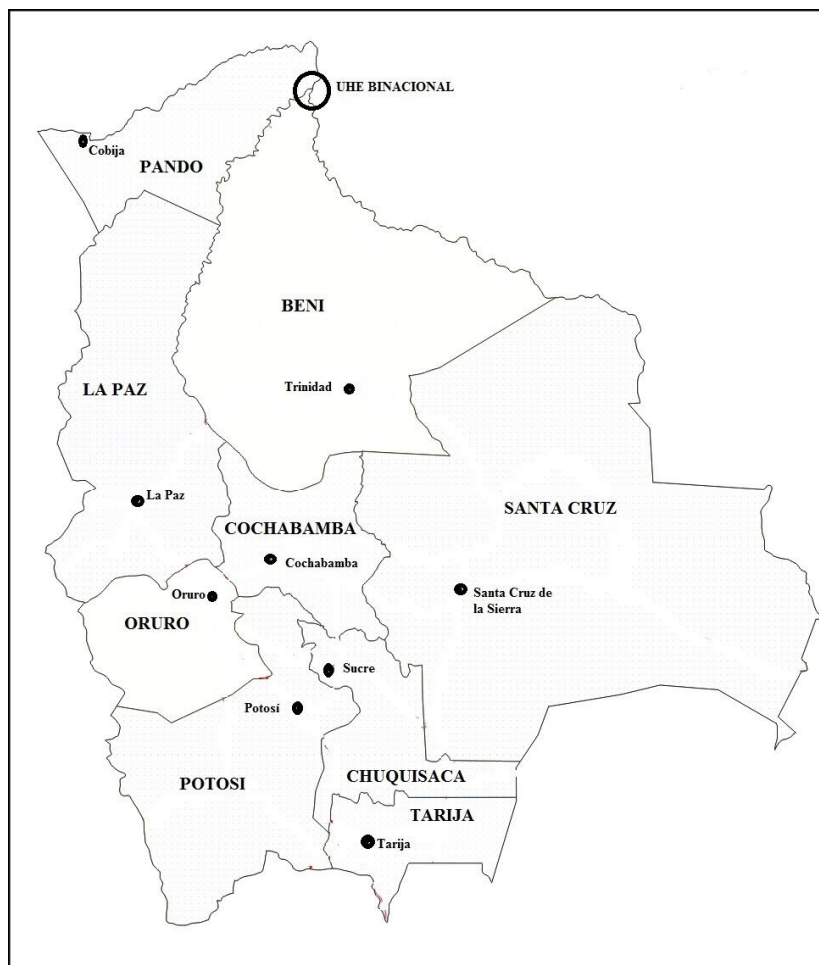 UHE BINACIONAL
Cobija
PANDO
BENI
Trinidad
LA PAZ
La Paz
SANTA CRUZ
COCHABAMBA
Cochabamba
Oruro
Santa Cruz de
la Sierra
ORURO
Sucre
Potosí
POTOSI
CHUQUISACA
TARIJA
Tarija